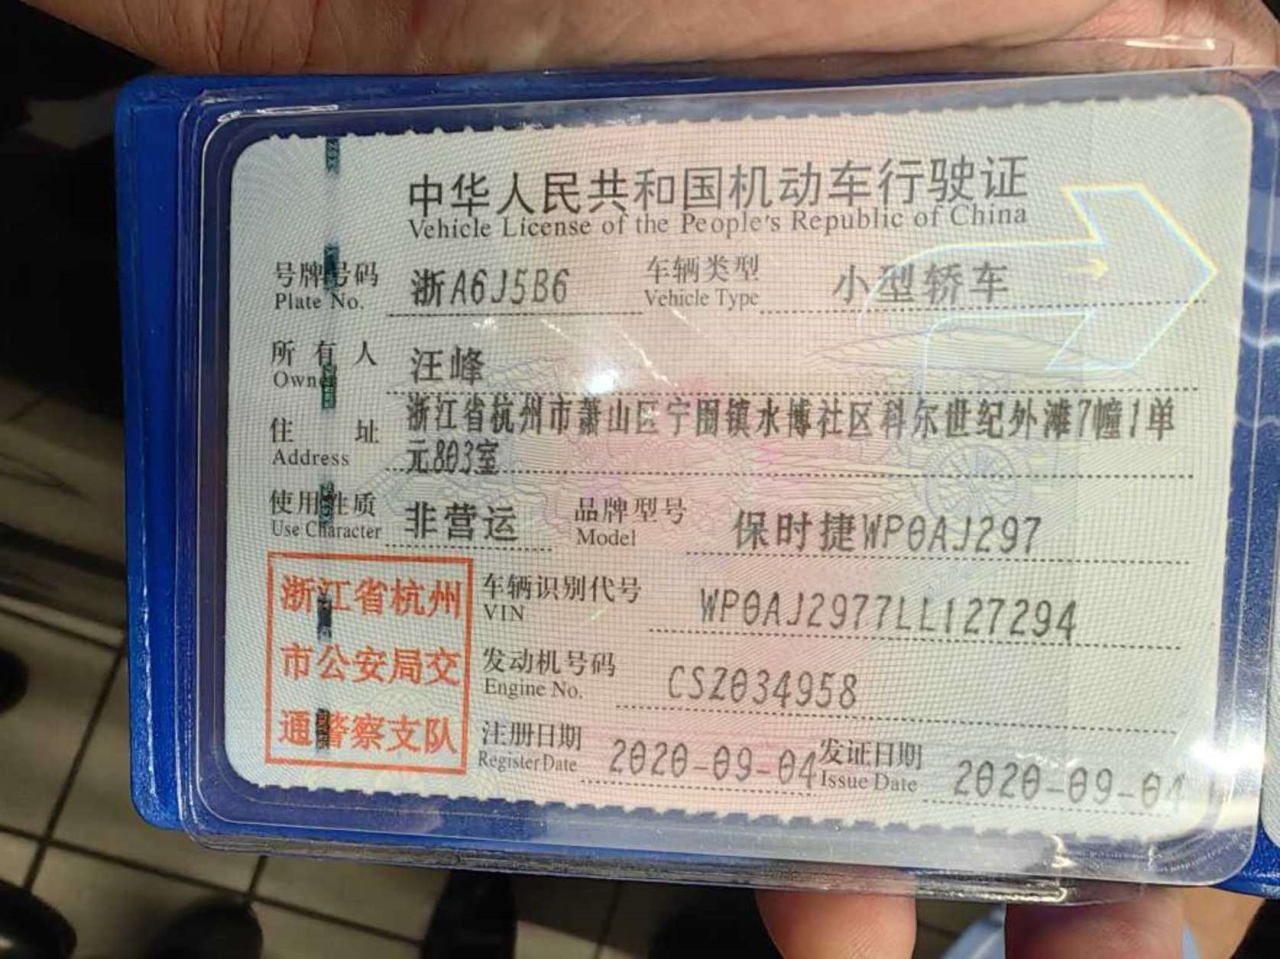 中华人民共和国机动车行驶证
Vehicle License of the People's Republic of China
号牌号码 浙A6J5B6 车辆类型 小型轿车
Plate No. Vehicle Type
所有人 汪峰
Owner
住址 浙江省杭州市萧山区宁围镇水博社区科尔世纪外滩7幢1单
Address 元803室
使用性质 非营运 品牌型号 保时捷WP0AJ297
Use Character Model
浙江省杭州
市公安局交
通警察支队
车辆识别代号 WP0AJ2977LL127294
VIN
发动机号码 CSZ034958
Engine No.
注册日期 2020-09-04 发证日期 2020-09-04
Register Date Issue Date